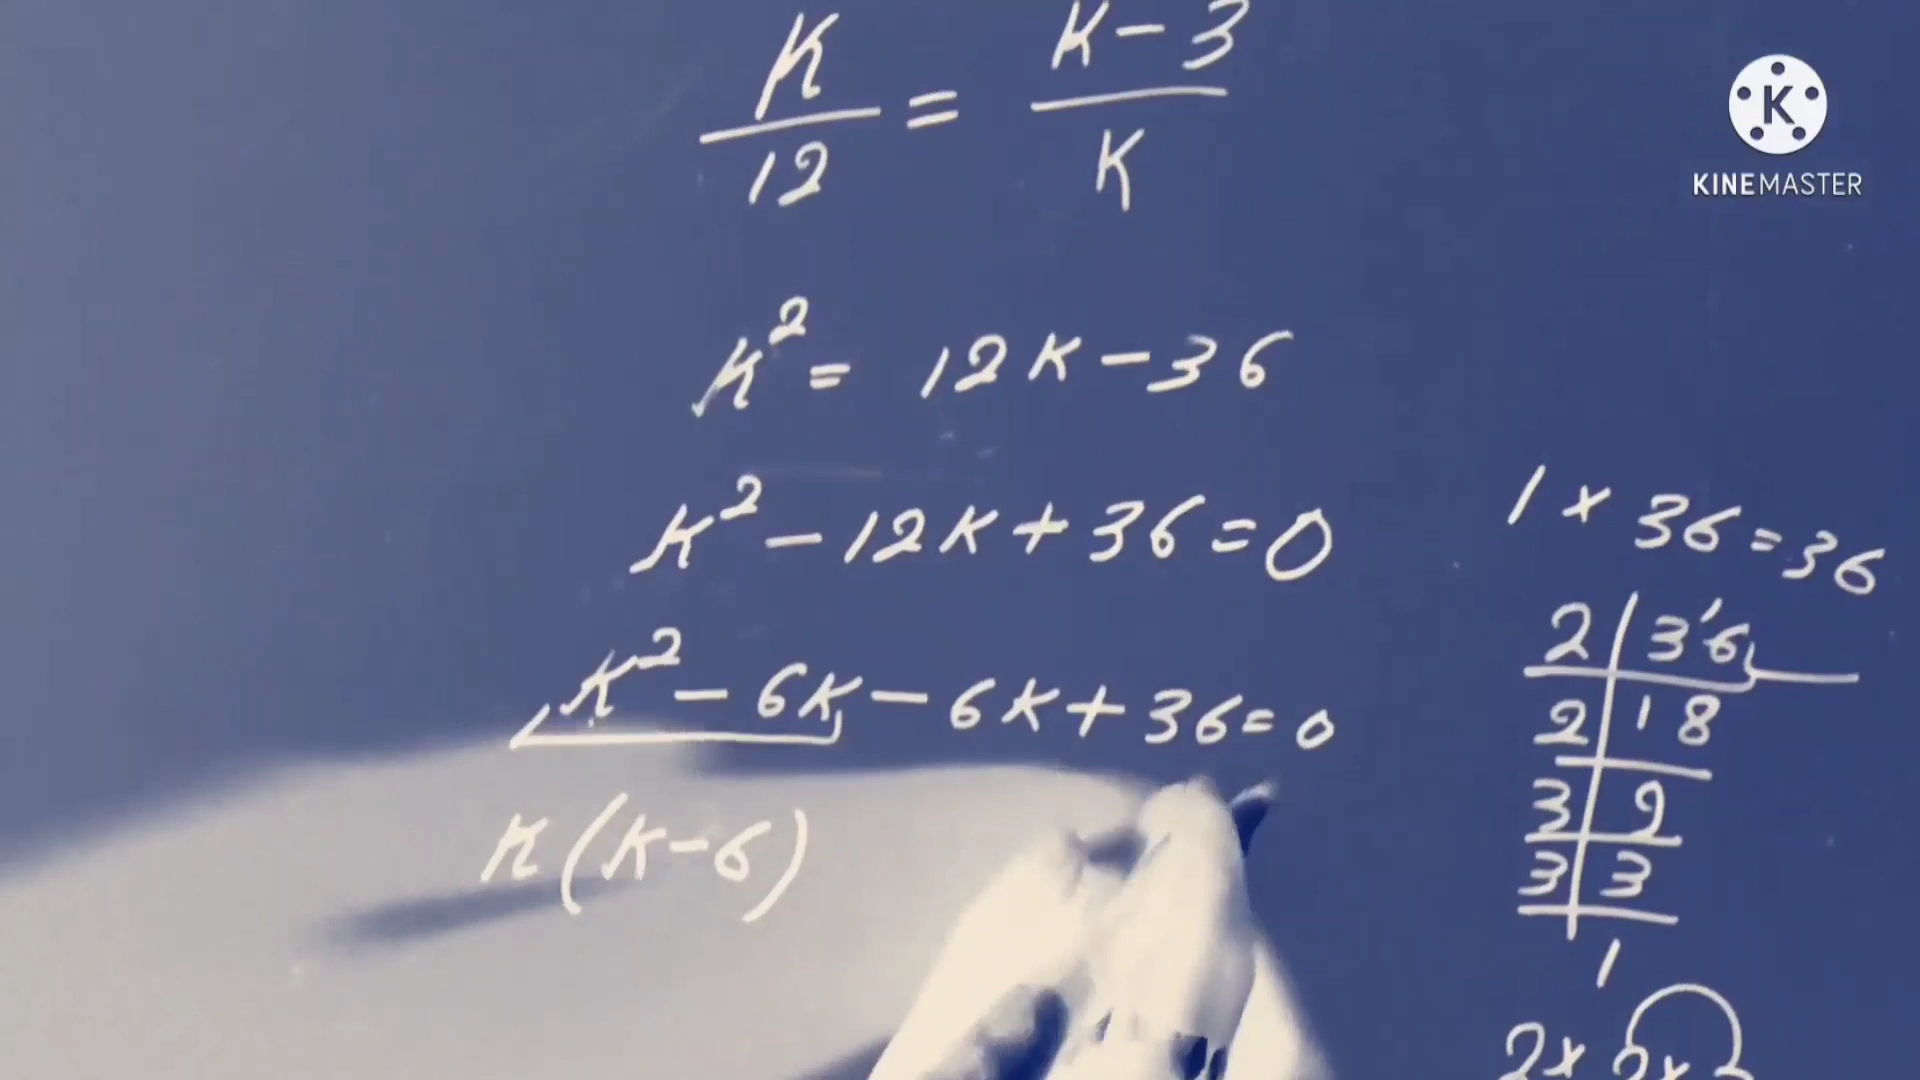 K/12 = K-3/K
K² = 12K-36
K²-12K+36=0
K²-6K-6K+36=0
K(K-6)
K
KINEMASTER
1×36=36
2|36
2|18
3|9
3|3
1
2×